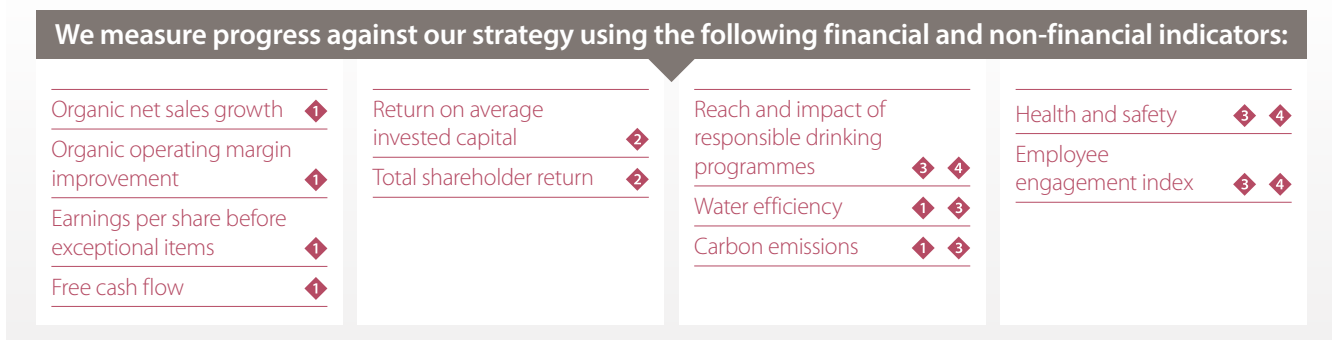 We measure progress against our strategy using the following financial and non-financial indicators:
Organic net sales growth 1
Organic operating margin
improvement 1
Earnings per share before
exceptional items 1
Free cash flow 1
Return on average
invested capital 2
Total shareholder return 2
Reach and impact of
responsible drinking
programmes 3 4
Water efficiency 1 3
Carbon emissions 1 3
Health and safety 3 4
Employee
engagement index 3 4